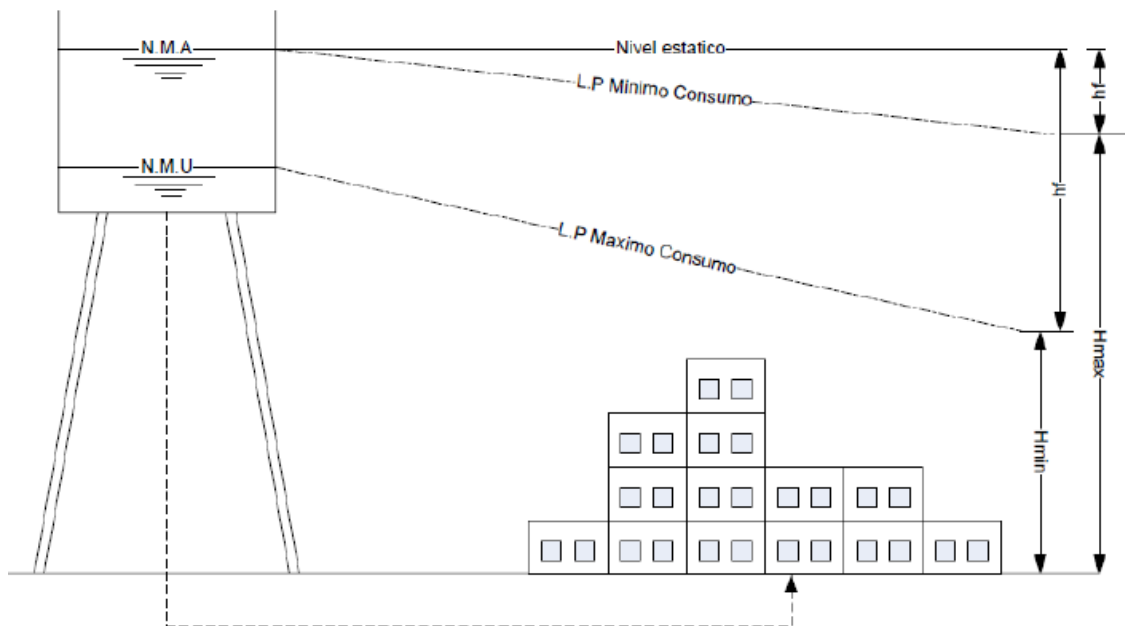 N.M.A
Nivel estatico
L.P Minimo Consumo
hf
hf
N.M.U
L.P Maximo Consumo
Hmax
Hmin